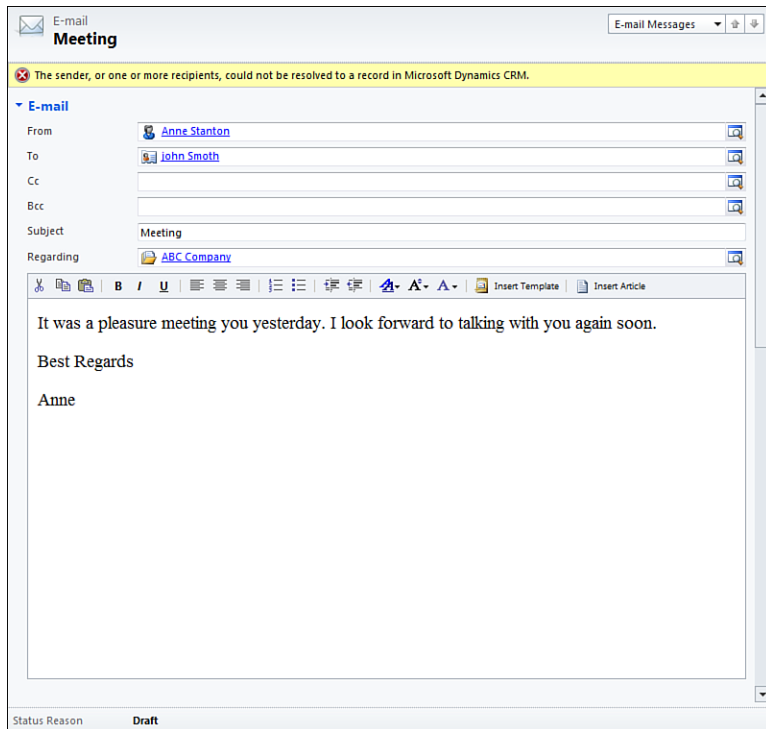 E-mail
Meeting
E-mail Messages
The sender, or one or more recipients, could not be resolved to a record in Microsoft Dynamics CRM.
E-mail
From Anne Stanton
To john Smoth
Cc
Bcc
Subject Meeting
Regarding ABC Company
B I U A A A Insert Template Insert Article
It was a pleasure meeting you yesterday. I look forward to talking with you again soon.
Best Regards
Anne
Status Reason Draft